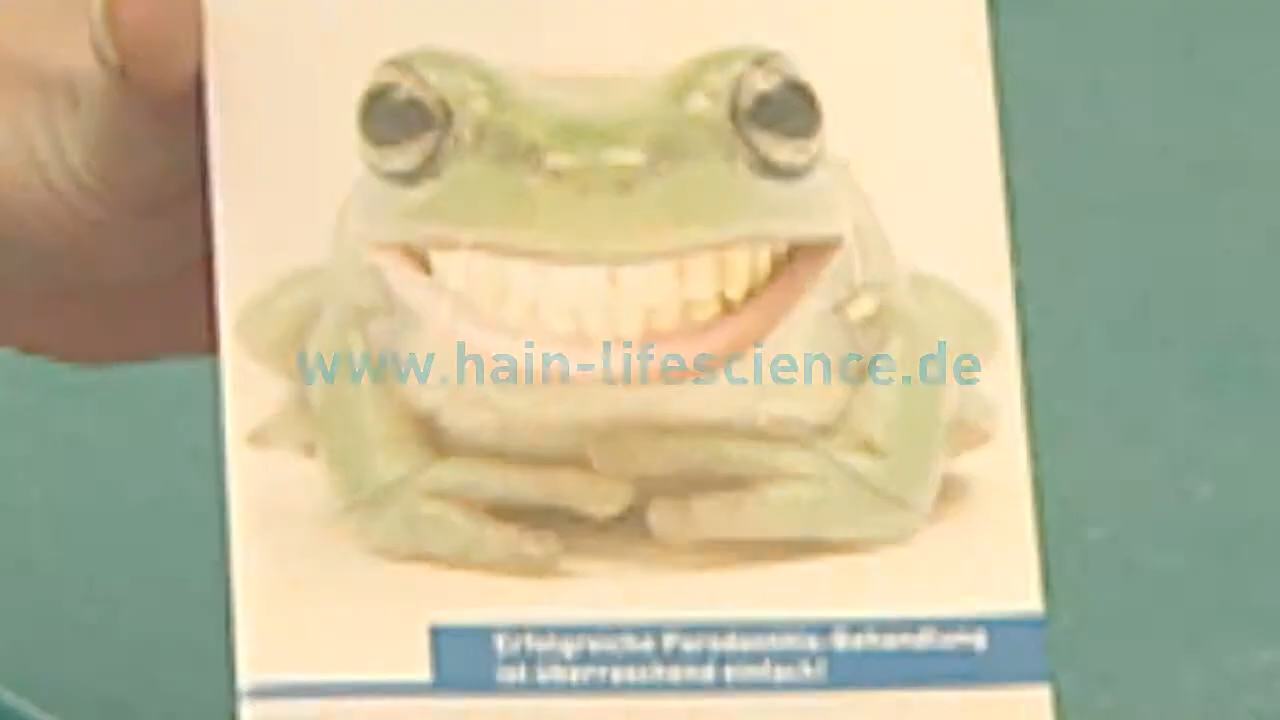 www.hain-lifescience.de
Erfolgreiche Parodontitis-Behandlung
ist überraschend einfach!